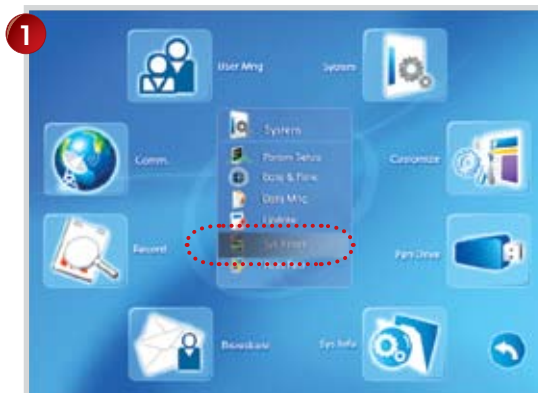 1
User Mng
System
Comm.
System
Param Setup
Date & Time
Data Mng
Update
Customize
Record
Pen Drive
Broadcast
Sys Info